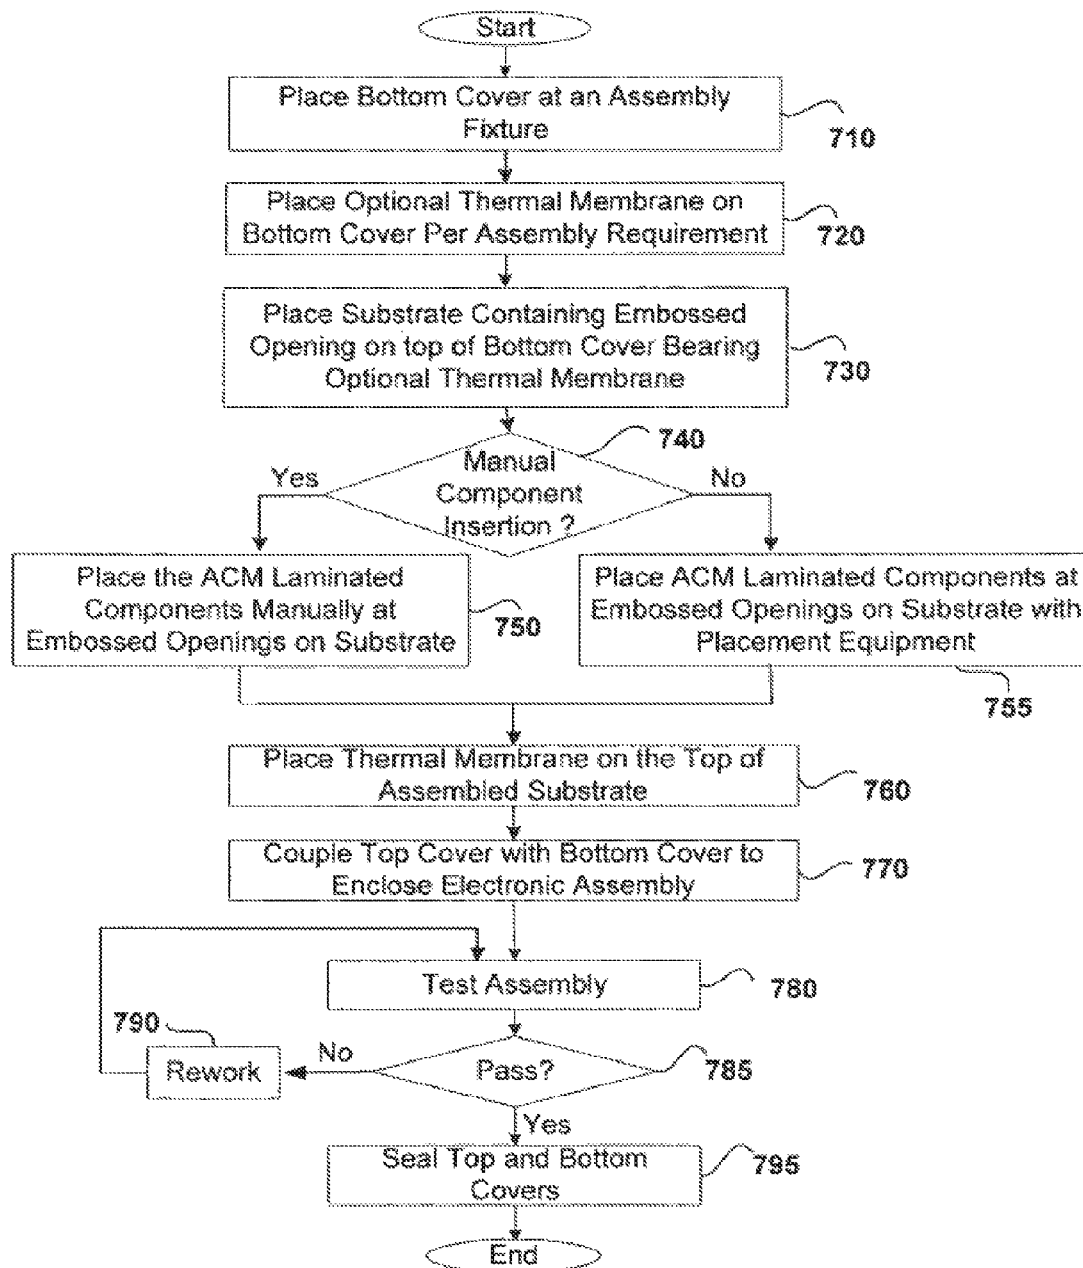 Start
Place Bottom Cover at an Assembly
Fixture
710
Place Optional Thermal Membrane on
Bottom Cover Per Assembly Requirement
720
Place Substrate Containing Embossed
Opening on top of Bottom Cover Bearing
Optional Thermal Membrane
730
740
Manual
Component
Insertion ?
Yes
No
Place the ACM Laminated
Components Manually at
Embossed Openings on Substrate
750
Place ACM Laminated Components at
Embossed Openings on Substrate with
Placement Equipment
755
Place Thermal Membrane on the Top of
Assembled Substrate
760
Couple Top Cover with Bottom Cover to
Enclose Electronic Assembly
770
Test Assembly
780
790
Rework
No
Pass?
785
Yes
Seal Top and Bottom
Covers
795
End